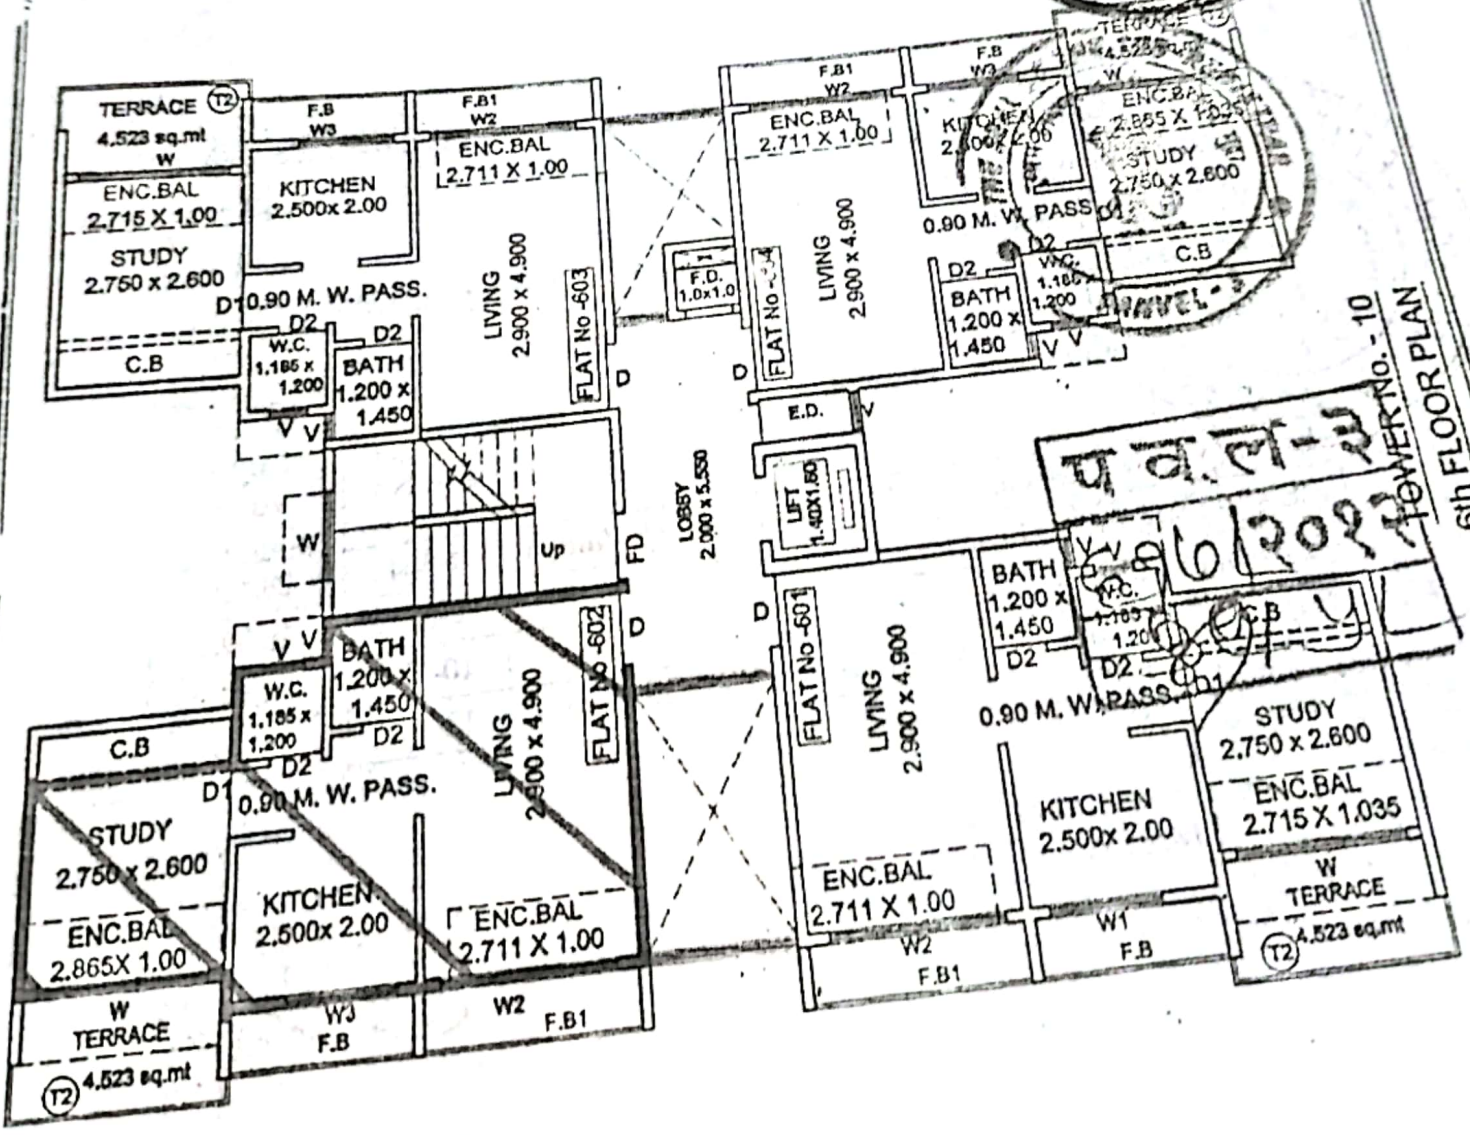 TERRACE T2
4.523 sq.mt
W
ENC.BAL
2.715 X 1.00
STUDY
2.750 x 2.600
C.B
F.B
W3
KITCHEN
2.500x 2.00
D1 0.90 M. W. PASS.
D2
W.C.
1.185 x
1.200
V V
D2
BATH
1.200 x
1.450
F.B1
W2
ENC.BAL
2.711 X 1.00
LIVING
2.900 x 4.900
FLAT No -603
D
F.D.
1.0x1.0
F.B1
W2
ENC.BAL
2.711 X 1.00
LIVING
2.900 x 4.900
FLAT No
D
F.B
W3
KITCHEN
0.90 M. W. PASS
D1
D2
BATH
1.200 x
1.450
D2
W.C.
1.200
V V
TERRACE T2
4.523 sq.mt
W
ENC.BAL
STUDY
2.750 x 2.600
C.B
E.D.
V
LIFT
1.40X1.60
LOBBY
2.000 x 5.550
W
Up
FD
TOWER No. - 10
6th FLOOR PLAN
प व.ल-३
V V
BATH
1.200 x
1.450
D2
W.C.
1.185 x
1.200
D2
C.B
D1 0.90 M. W. PASS.
STUDY
2.750 x 2.600
ENC.BAL
2.865X 1.00
W
TERRACE
T2 4.523 sq.mt
KITCHEN
2.500x 2.00
W3
F.B
LIVING
2.900 x 4.900
FLAT No -602
D
ENC.BAL
2.711 X 1.00
W2
F.B1
D
FLAT No -601
LIVING
2.900 x 4.900
ENC.BAL
2.711 X 1.00
W2
F.B1
BATH
1.200 x
1.450
D2
V V
W.C.
D2
D1
0.90 M. W. PASS.
C.B
KITCHEN
2.500x 2.00
W1
F.B
STUDY
2.750 x 2.600
ENC.BAL
2.715 X 1.035
W
TERRACE
T2 4.523 sq.mt